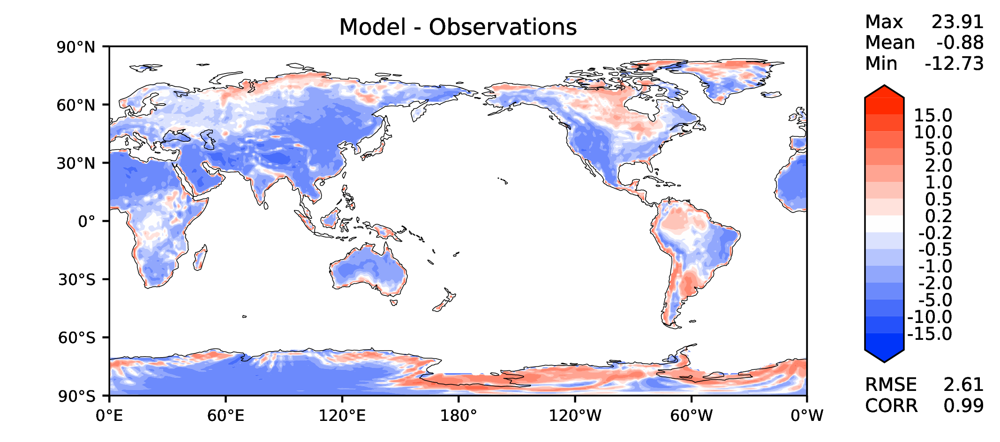 Model - Observations
Max 23.91
Mean -0.88
Min -12.73
90°N
60°N
30°N
0°
30°S
60°S
90°S
0°E 60°E 120°E 180° 120°W 60°W 0°W
15.0
10.0
5.0
2.0
1.0
0.5
0.2
-0.2
-0.5
-1.0
-2.0
-5.0
-10.0
-15.0
RMSE 2.61
CORR 0.99